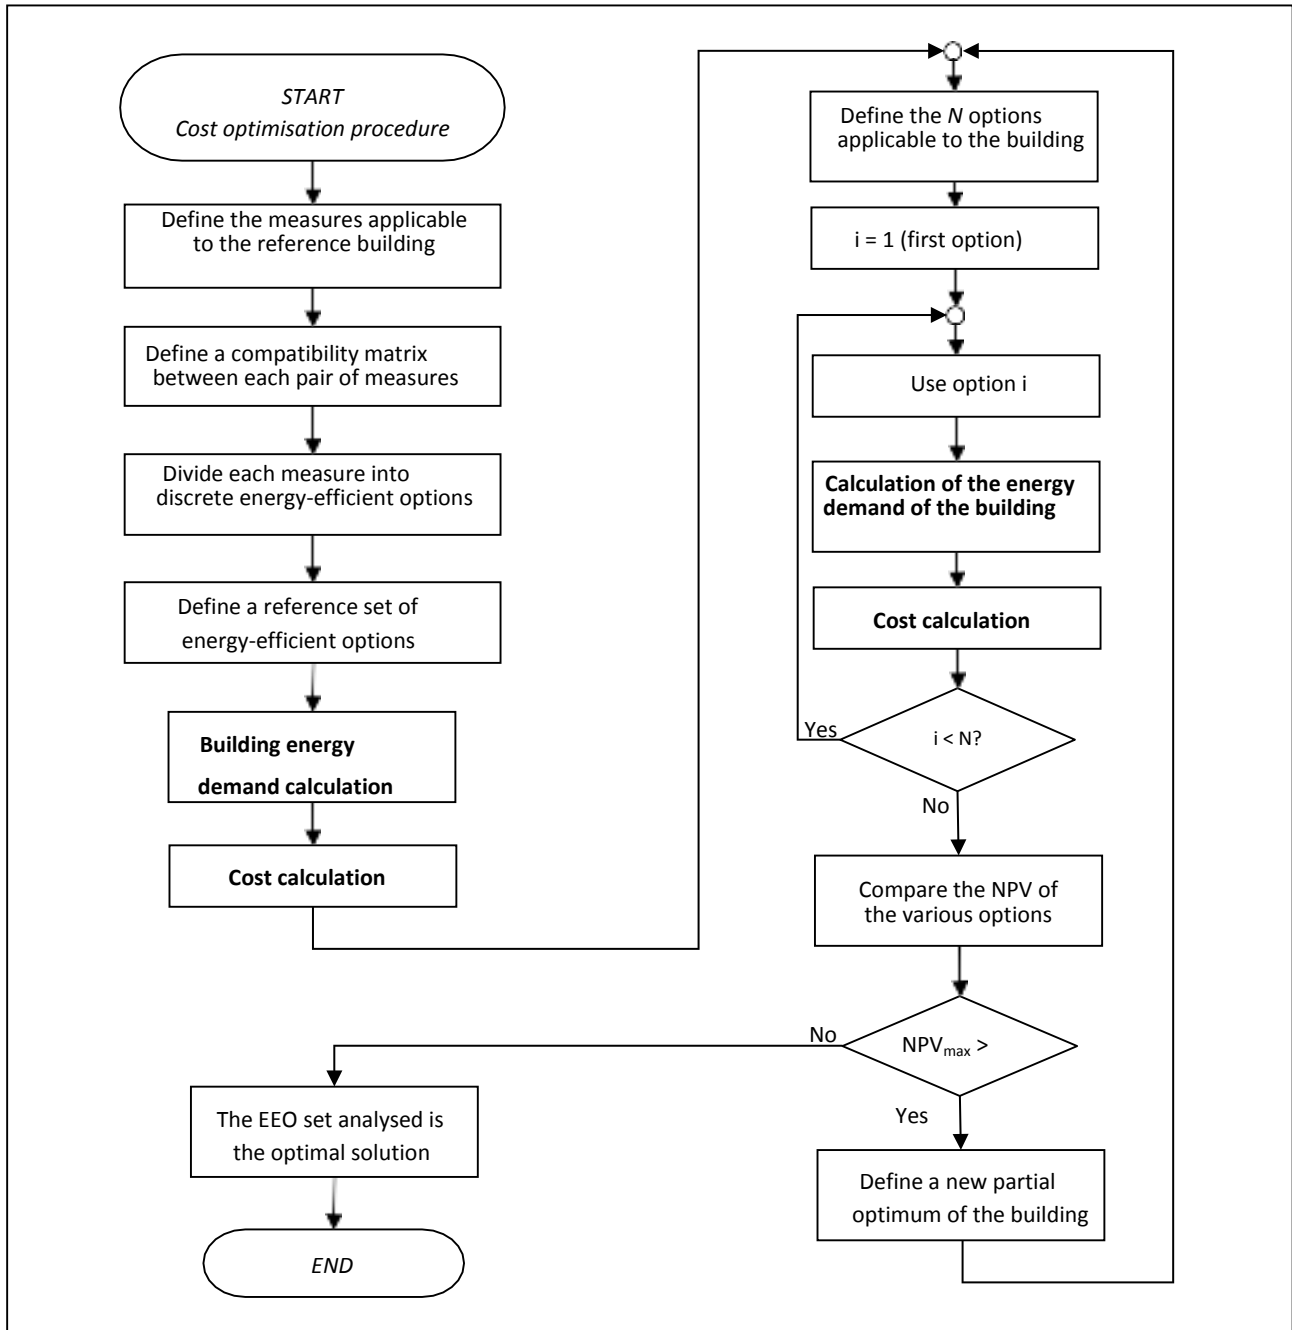 START
Cost optimisation procedure
Define the measures applicable
to the reference building
Define a compatibility matrix
between each pair of measures
Divide each measure into
discrete energy-efficient options
Define a reference set of
energy-efficient options
Building energy
demand calculation
Cost calculation
Define the N options
applicable to the building
i = 1 (first option)
Use option i
Calculation of the energy
demand of the building
Cost calculation
i < N?
Yes
No
Compare the NPV of
the various options
NPVmax >
No
Yes
The EEO set analysed is
the optimal solution
END
Define a new partial
optimum of the building